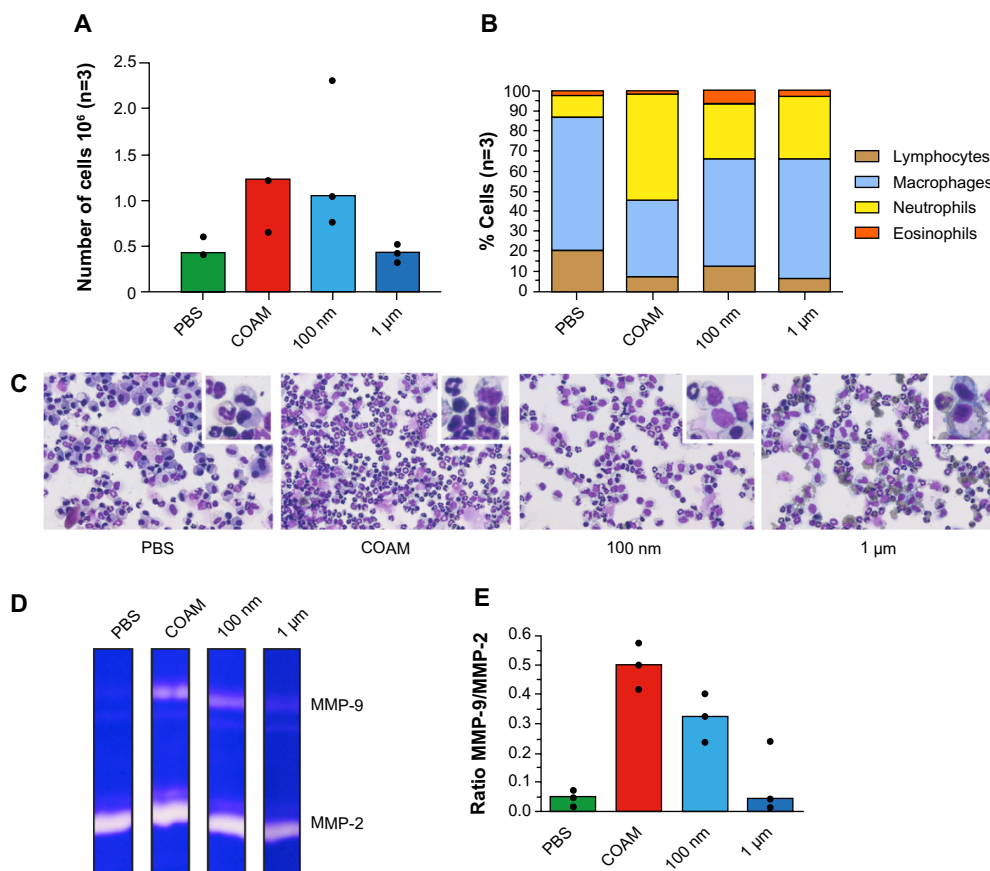 A
Number of cells 10⁶ (n=3)
2.5
2.0
1.5
1.0
0.5
0
PBS
COAM
100 nm
1 µm
B
% Cells (n=3)
100
90
80
70
60
50
40
30
20
10
0
PBS
COAM
100 nm
1 µm
Lymphocytes
Macrophages
Neutrophils
Eosinophils
C
PBS
COAM
100 nm
1 µm
D
PBS
COAM
100 nm
1 µm
MMP-9
MMP-2
E
Ratio MMP-9/MMP-2
0.6
0.5
0.4
0.3
0.2
0.1
0.0
PBS
COAM
100 nm
1 µm